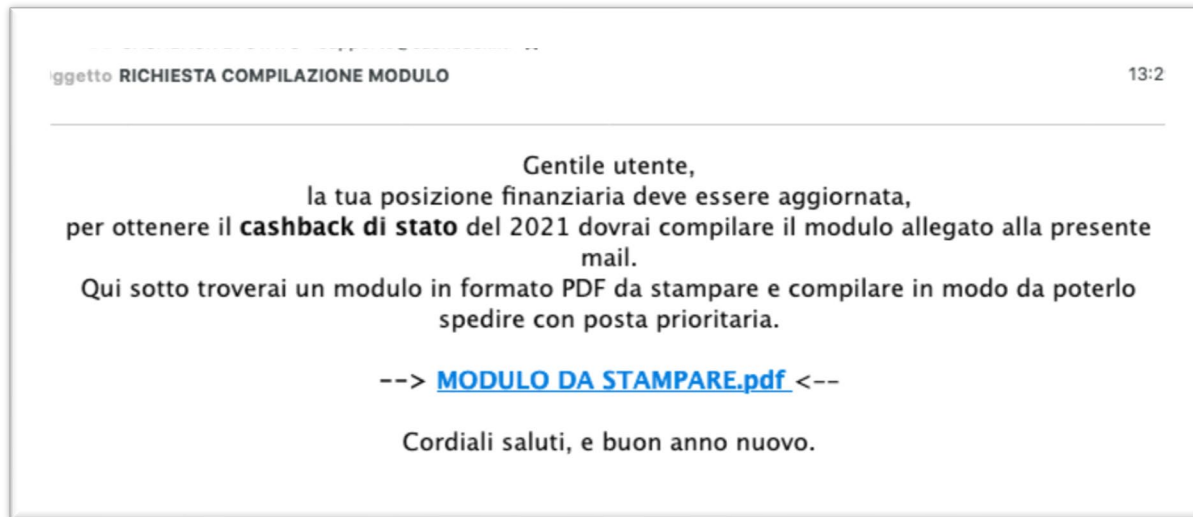 ggetto RICHIESTA COMPILAZIONE MODULO
13:2
Gentile utente,
la tua posizione finanziaria deve essere aggiornata,
per ottenere il cashback di stato del 2021 dovrai compilare il modulo allegato alla presente
mail.
Qui sotto troverai un modulo in formato PDF da stampare e compilare in modo da poterlo
spedire con posta prioritaria.
--> MODULO DA STAMPARE.pdf <--
Cordiali saluti, e buon anno nuovo.